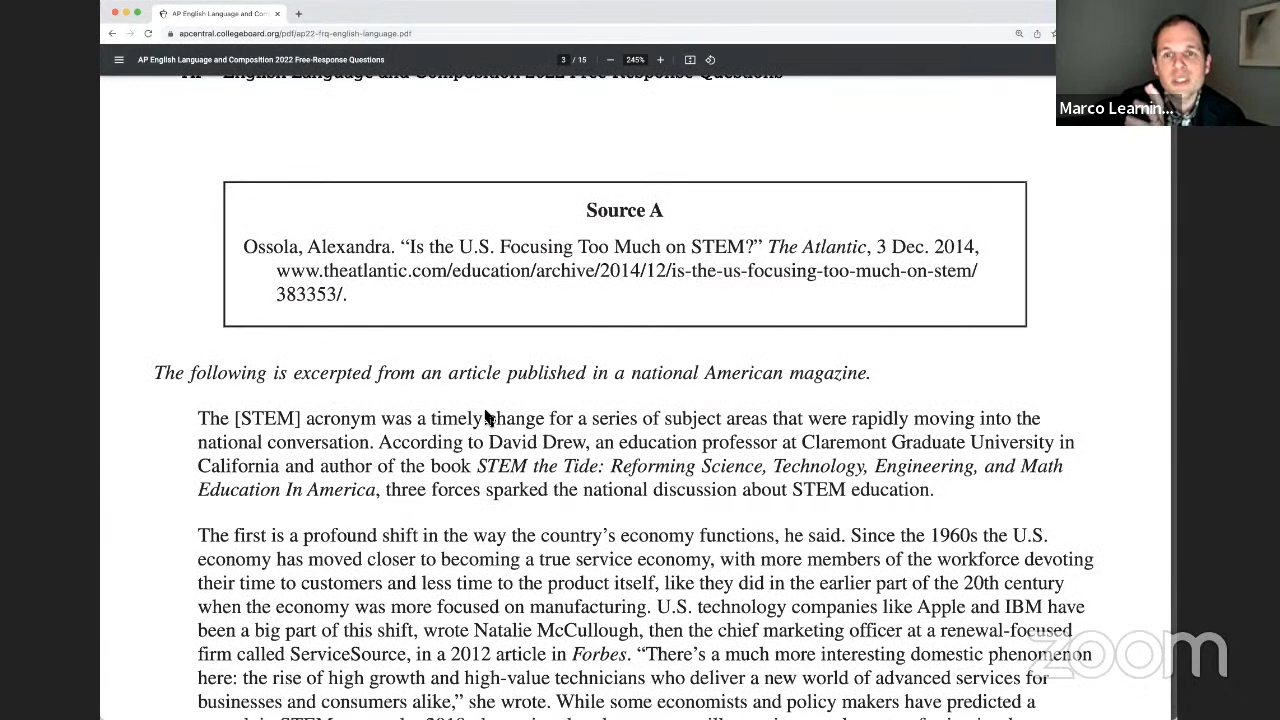 AP English Language and Com
apcentral.collegeboard.org/pdf/ap22-frq-english-language.pdf
AP English Language and Composition 2022 Free-Response Questions
3 / 15
245%
Marco Learnin...
English Language and Composition 2022 Free-Response Questions
Source A
Ossola, Alexandra. “Is the U.S. Focusing Too Much on STEM?” The Atlantic, 3 Dec. 2014,
www.theatlantic.com/education/archive/2014/12/is-the-us-focusing-too-much-on-stem/
383353/.
The following is excerpted from an article published in a national American magazine.
The [STEM] acronym was a timely change for a series of subject areas that were rapidly moving into the
national conversation. According to David Drew, an education professor at Claremont Graduate University in
California and author of the book STEM the Tide: Reforming Science, Technology, Engineering, and Math
Education In America, three forces sparked the national discussion about STEM education.
The first is a profound shift in the way the country’s economy functions, he said. Since the 1960s the U.S.
economy has moved closer to becoming a true service economy, with more members of the workforce devoting
their time to customers and less time to the product itself, like they did in the earlier part of the 20th century
when the economy was more focused on manufacturing. U.S. technology companies like Apple and IBM have
been a big part of this shift, wrote Natalie McCullough, then the chief marketing officer at a renewal-focused
firm called ServiceSource, in a 2012 article in Forbes. “There’s a much more interesting domestic phenomenon
here: the rise of high growth and high-value technicians who deliver a new world of advanced services for
businesses and consumers alike,” she wrote. While some economists and policy makers have predicted a
zoom